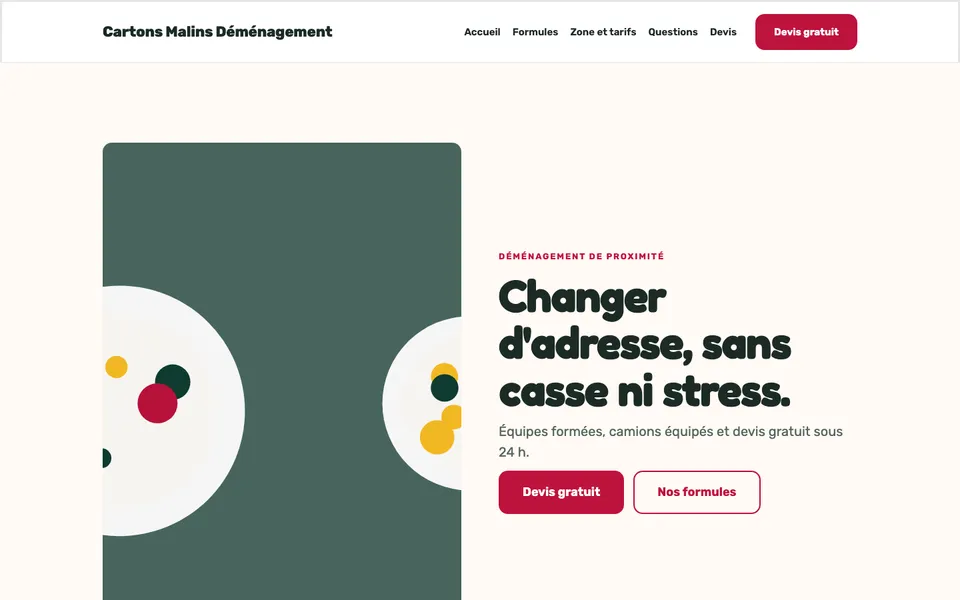 Cartons Malins Déménagement
Accueil Formules Zone et tarifs Questions Devis Devis gratuit
DÉMÉNAGEMENT DE PROXIMITÉ
Changer
d'adresse, sans
casse ni stress.
Équipes formées, camions équipés et devis gratuit sous
24 h.
Devis gratuit Nos formules